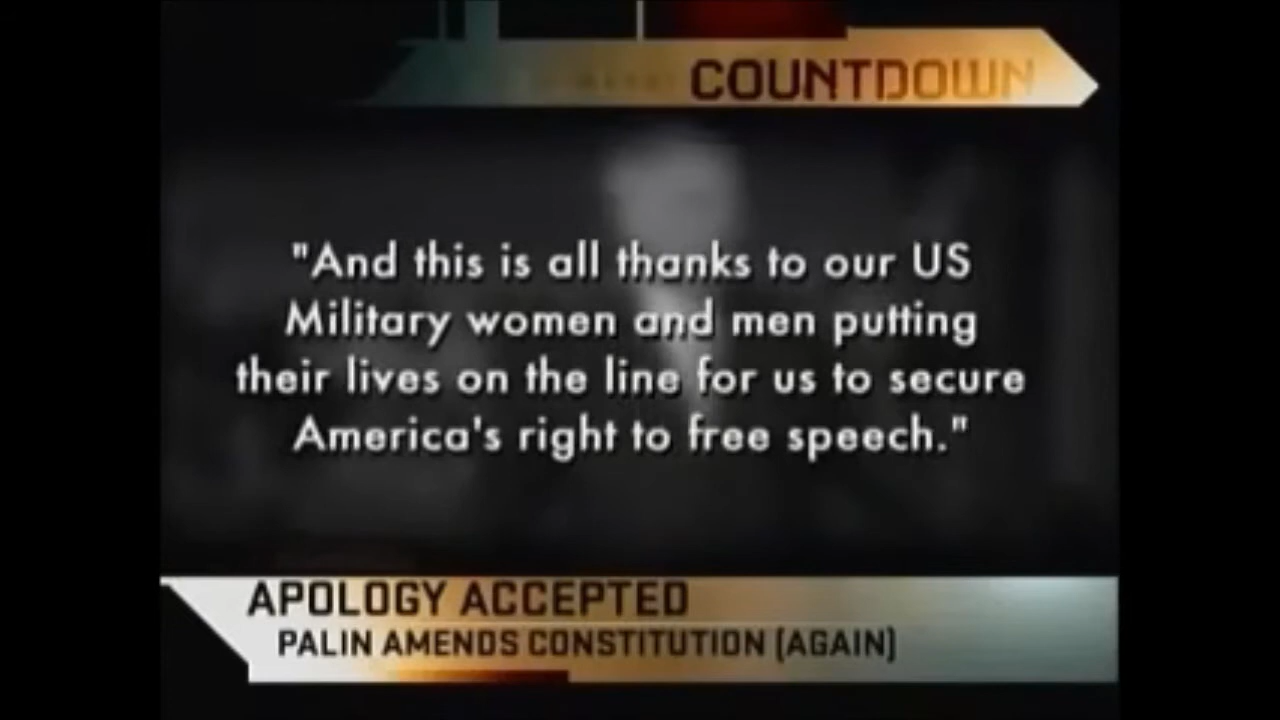 COUNTDOWN
"And this is all thanks to our US
Military women and men putting
their lives on the line for us to secure
America's right to free speech."
APOLOGY ACCEPTED
PALIN AMENDS CONSTITUTION (AGAIN)